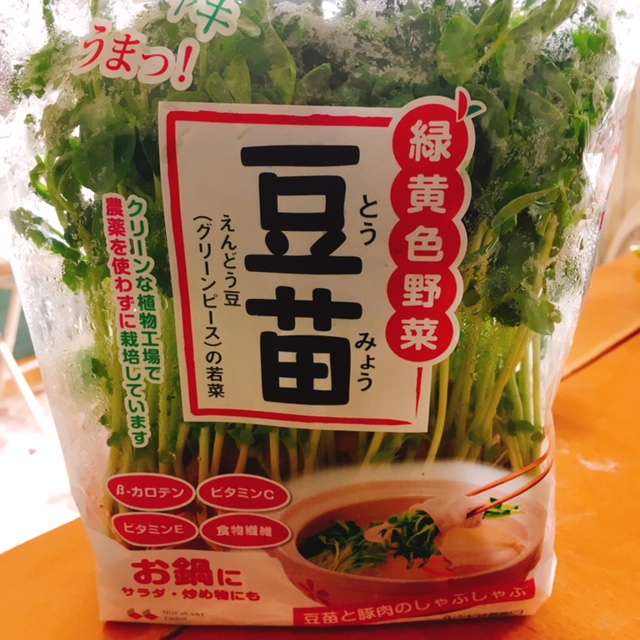 うまっ!
緑黄色野菜
豆苗
とうみょう
えんどう豆
(グリーンピース)の若菜
クリーンな植物工場で
農薬を使わずに栽培しています
β-カロテン
ビタミンC
ビタミンE
食物繊維
お鍋に
サラダ・炒め物にも
豆苗と豚肉のしゃぶしゃぶ